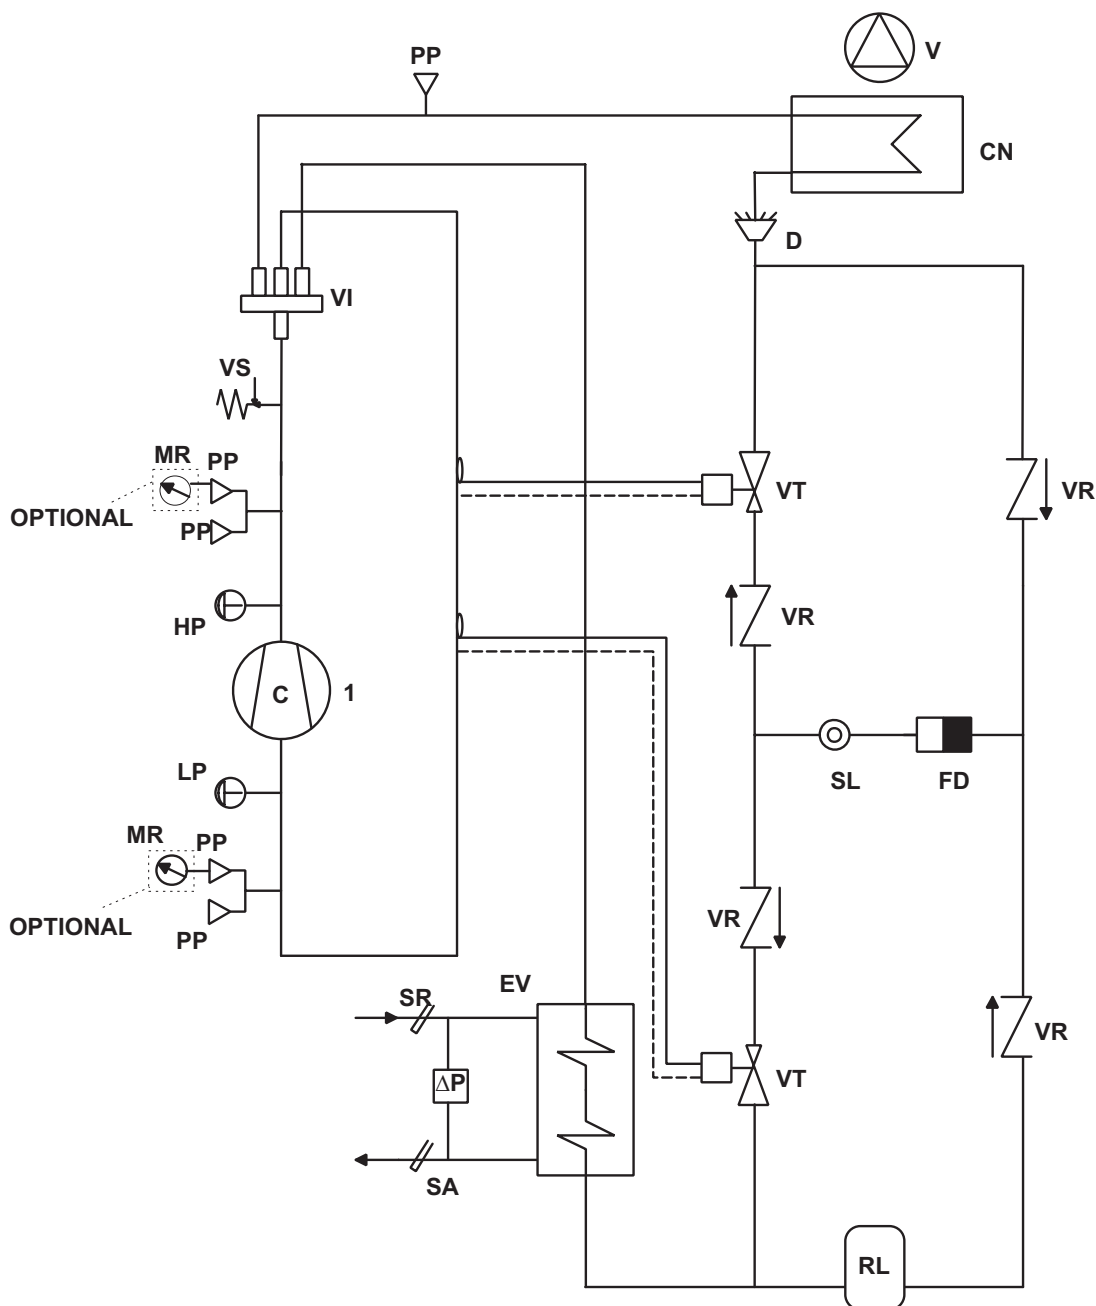 PP
V
CN
D
VI
VS
MR
PP
VT
VR
OPTIONAL
PP
VR
HP
C
1
LP
SL
FD
MR
PP
VR
OPTIONAL
PP
EV
SR
VR
ΔP
VT
SA
RL